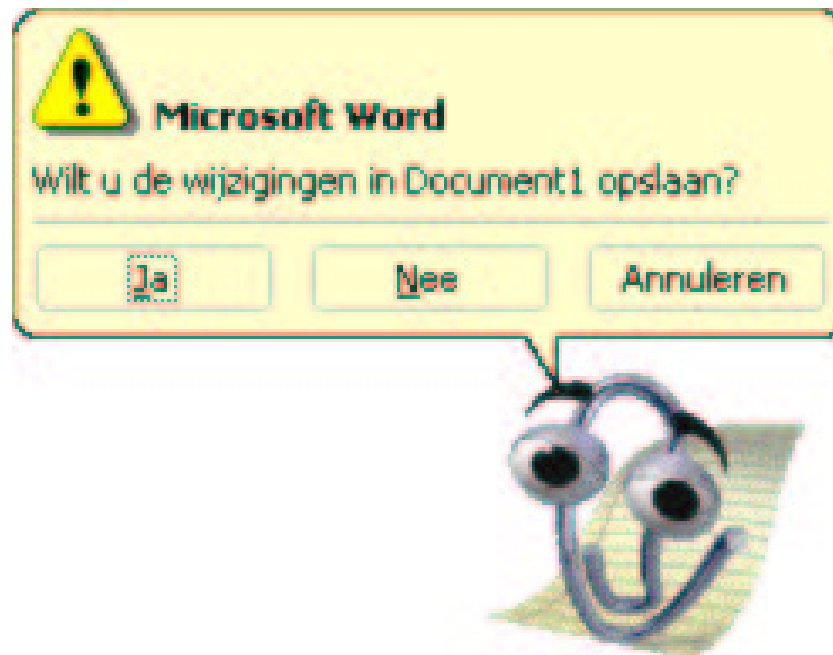 Microsoft Word
Wilt u de wijzigingen in Document1 opslaan?
Ja Nee Annuleren